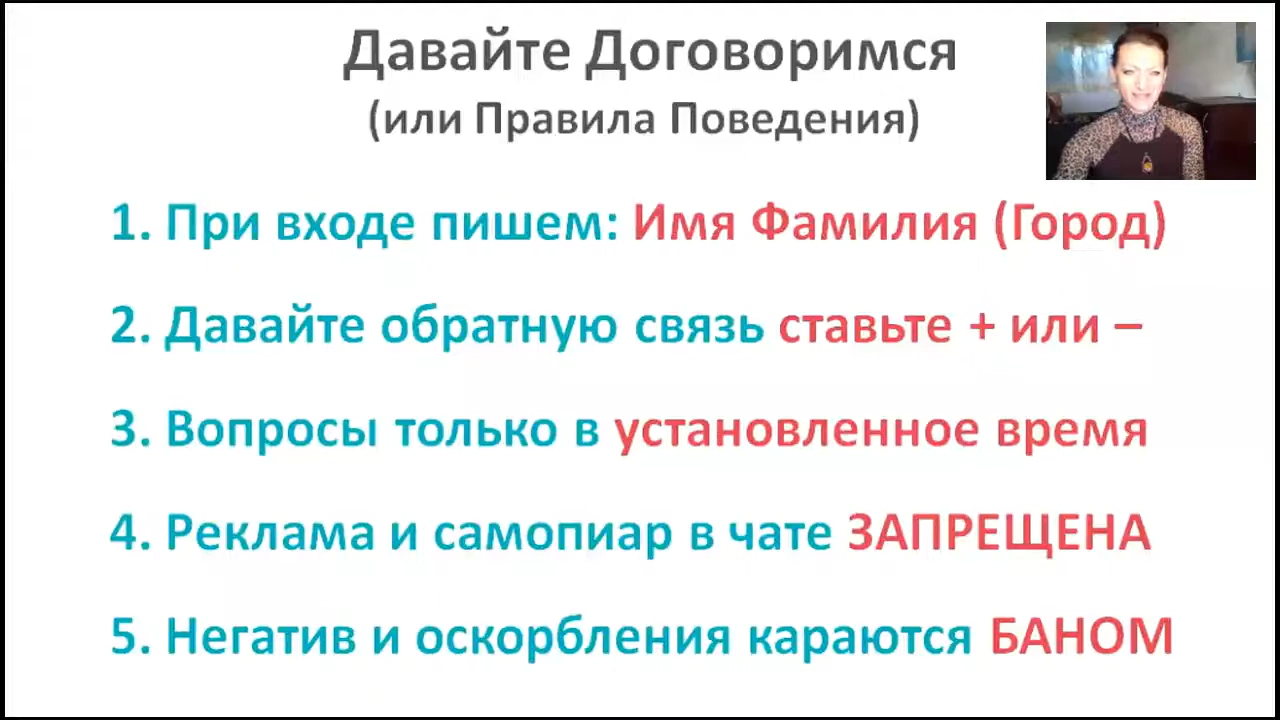 Давайте Договоримся
(или Правила Поведения)
1. При входе пишем: Имя Фамилия (Город)
2. Давайте обратную связь ставьте + или –
3. Вопросы только в установленное время
4. Реклама и самопиар в чате ЗАПРЕЩЕНА
5. Негатив и оскорбления караются БАНОМ